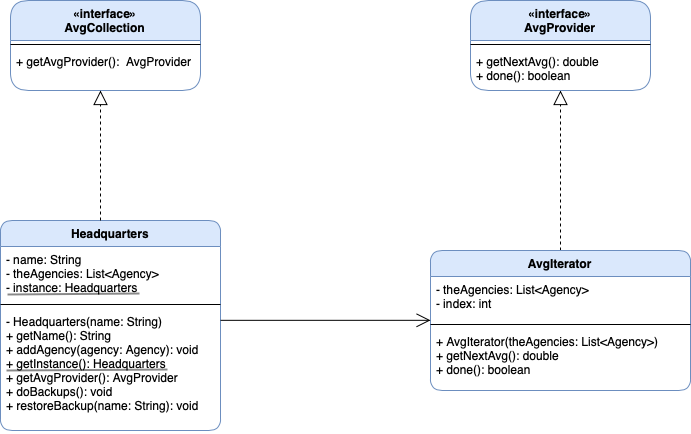 «interface»
AvgCollection
+ getAvgProvider(): AvgProvider
«interface»
AvgProvider
+ getNextAvg(): double
+ done(): boolean
Headquarters
- name: String
- theAgencies: List<Agency>
- instance: Headquarters
- Headquarters(name: String)
+ getName(): String
+ addAgency(agency: Agency): void
+ getInstance(): Headquarters
+ getAvgProvider(): AvgProvider
+ doBackups(): void
+ restoreBackup(name: String): void
AvgIterator
- theAgencies: List<Agency>
- index: int
+ AvgIterator(theAgencies: List<Agency>)
+ getNextAvg(): double
+ done(): boolean